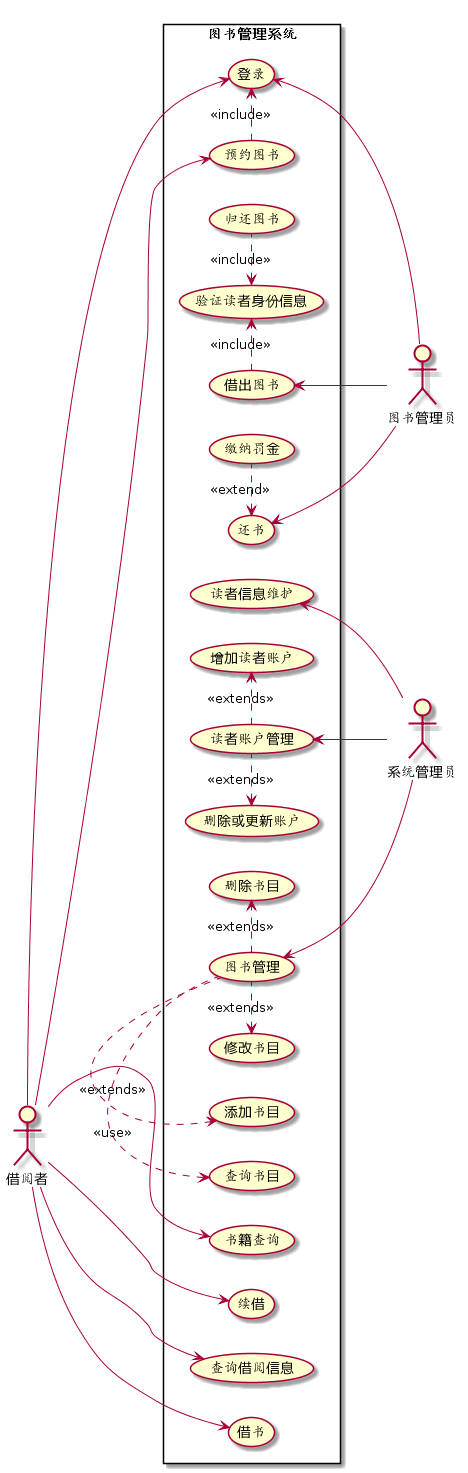 图书管理系统
登录
«include»
预约图书
归还图书
«include»
验证读者身份信息
«include»
借出图书
图书管理员
缴纳罚金
«extend»
还书
读者信息维护
增加读者账户
«extends»
读者账户管理
系统管理员
«extends»
删除或更新账户
删除书目
«extends»
图书管理
«extends»
修改书目
«extends»
添加书目
«use»
查询书目
借阅者
书籍查询
续借
查询借阅信息
借书